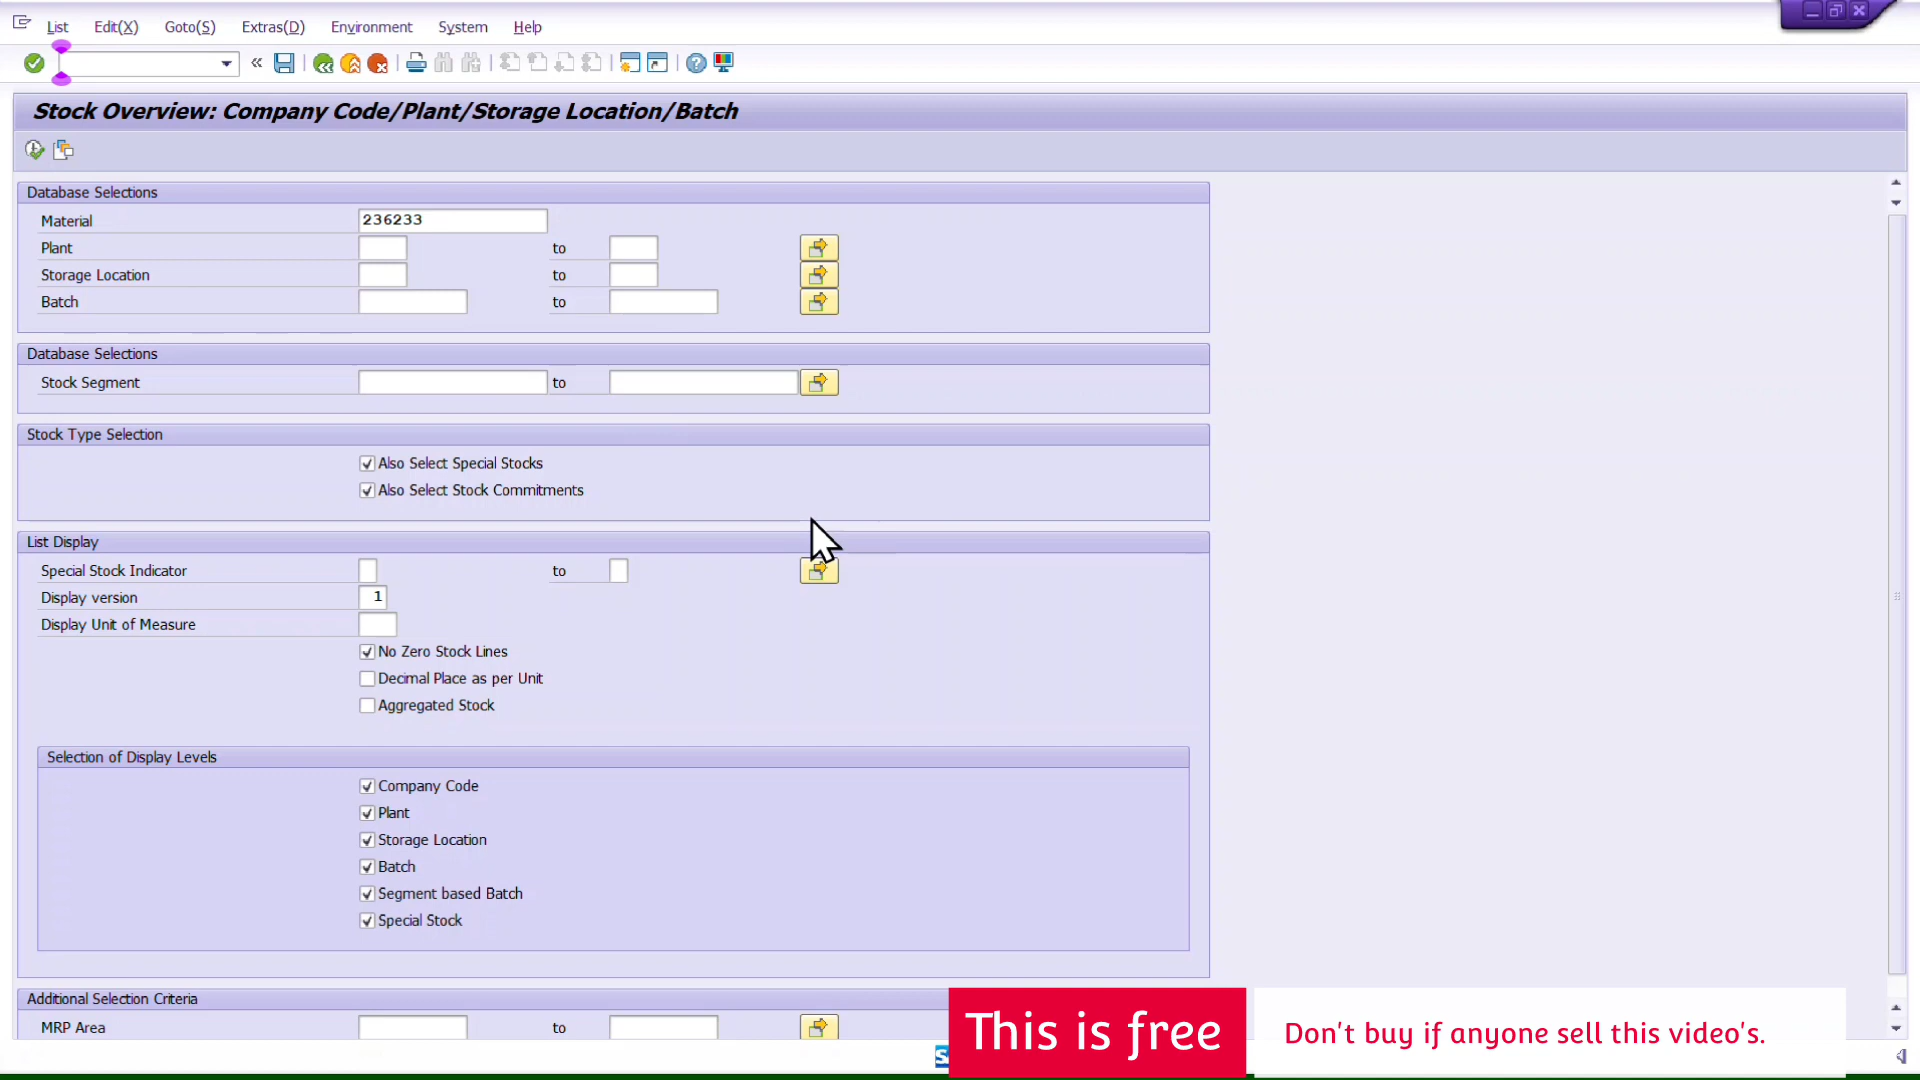 List Edit(X) Goto(S) Extras(D) Environment System Help
Stock Overview: Company Code/Plant/Storage Location/Batch
Database Selections
Material 236233
Plant to
Storage Location to
Batch to
Database Selections
Stock Segment to
Stock Type Selection
Also Select Special Stocks
Also Select Stock Commitments
List Display
Special Stock Indicator to
Display version 1
Display Unit of Measure
No Zero Stock Lines
Decimal Place as per Unit
Aggregated Stock
Selection of Display Levels
Company Code
Plant
Storage Location
Batch
Segment based Batch
Special Stock
Additional Selection Criteria
MRP Area to
This is free Don't buy if anyone sell this video's.